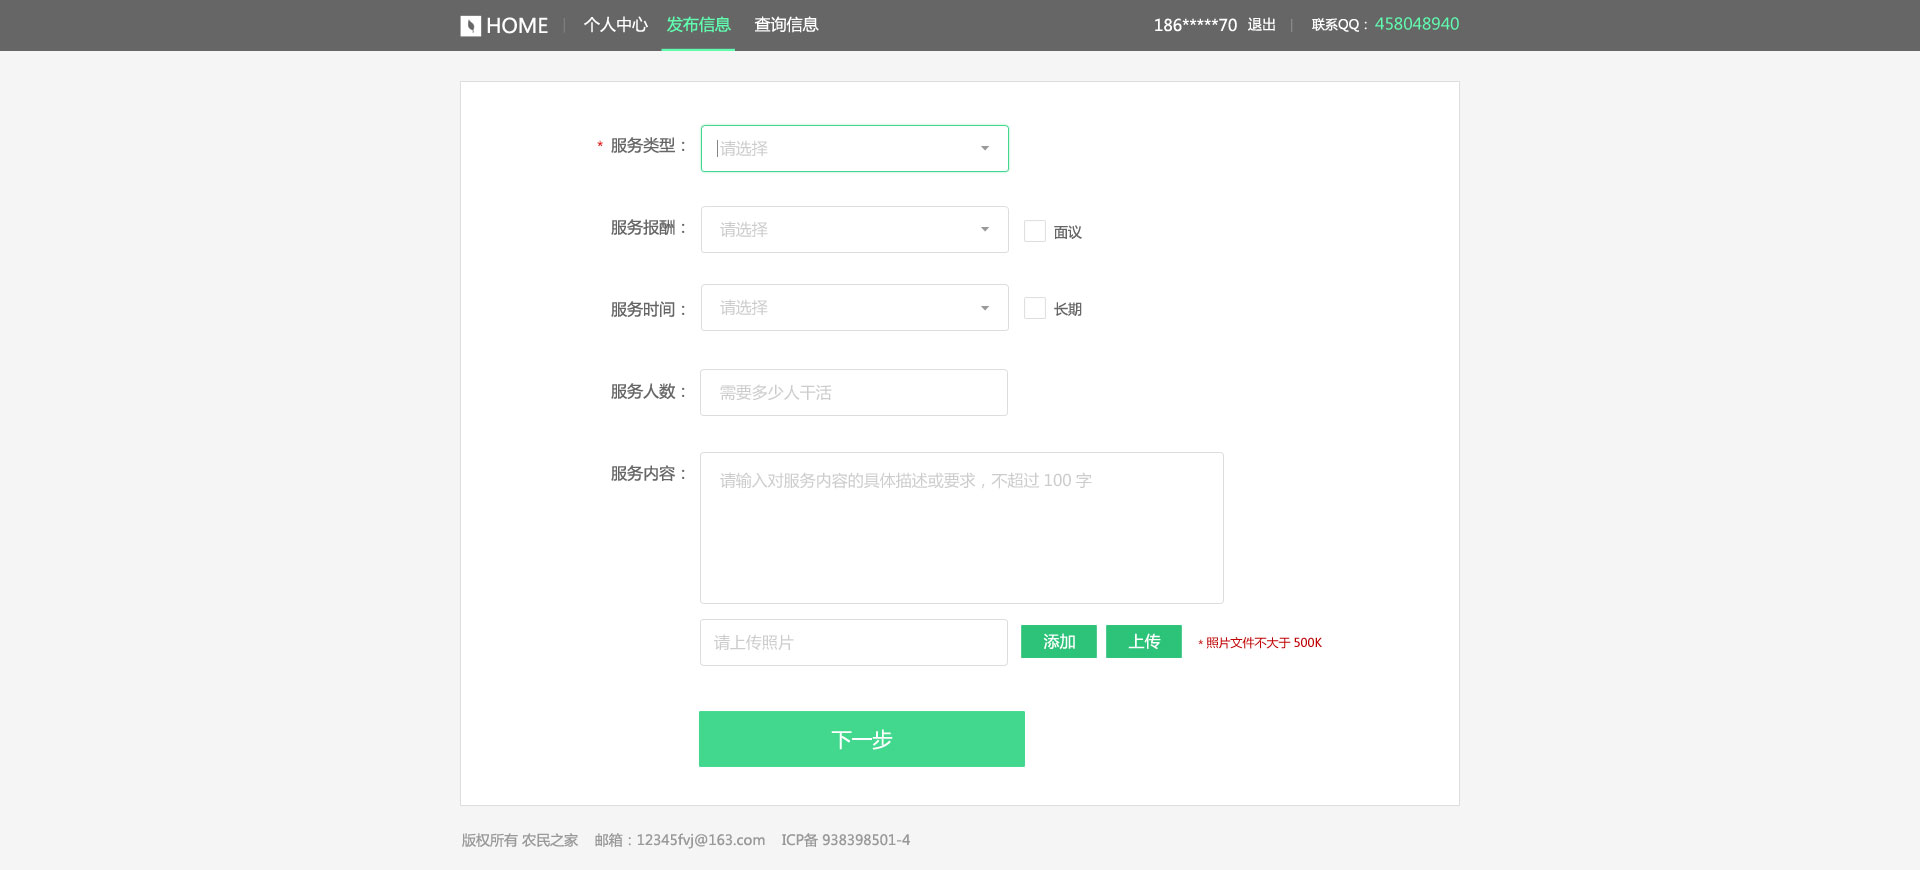 HOME 个人中心 发布信息 查询信息 186*****70 退出 联系QQ：458048940
* 服务类型： 请选择
服务报酬： 请选择 面议
服务时间： 请选择 长期
服务人数： 需要多少人干活
服务内容： 请输入对服务内容的具体描述或要求，不超过 100 字
请上传照片 添加 上传 * 照片文件不大于 500K
下一步
版权所有 农民之家 邮箱：12345fvj@163.com ICP备 938398501-4